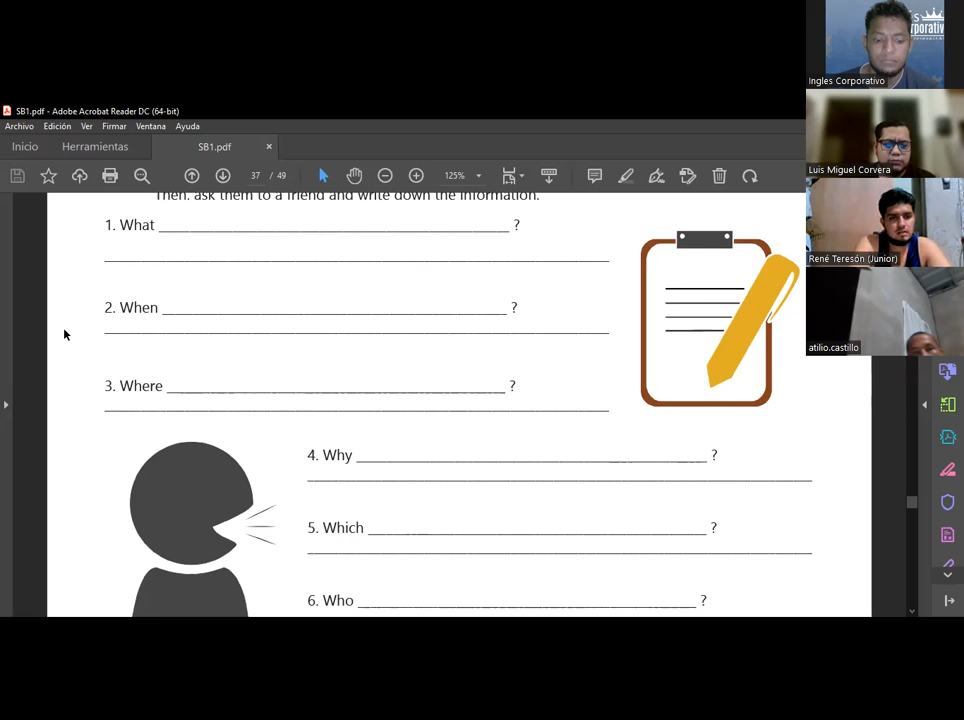 SB1.pdf - Adobe Acrobat Reader DC (64-bit)
Archivo Edición Ver Firmar Ventana Ayuda
Inicio Herramientas SB1.pdf ×
37 / 49 125%
Then, ask them to a friend and write down the information.
1. What ?
2. When ?
3. Where ?
4. Why ?
5. Which ?
6. Who ?
Ingles Corporativo
Luis Miguel Corvera
René Teresón (Junior)
atilio.castillo